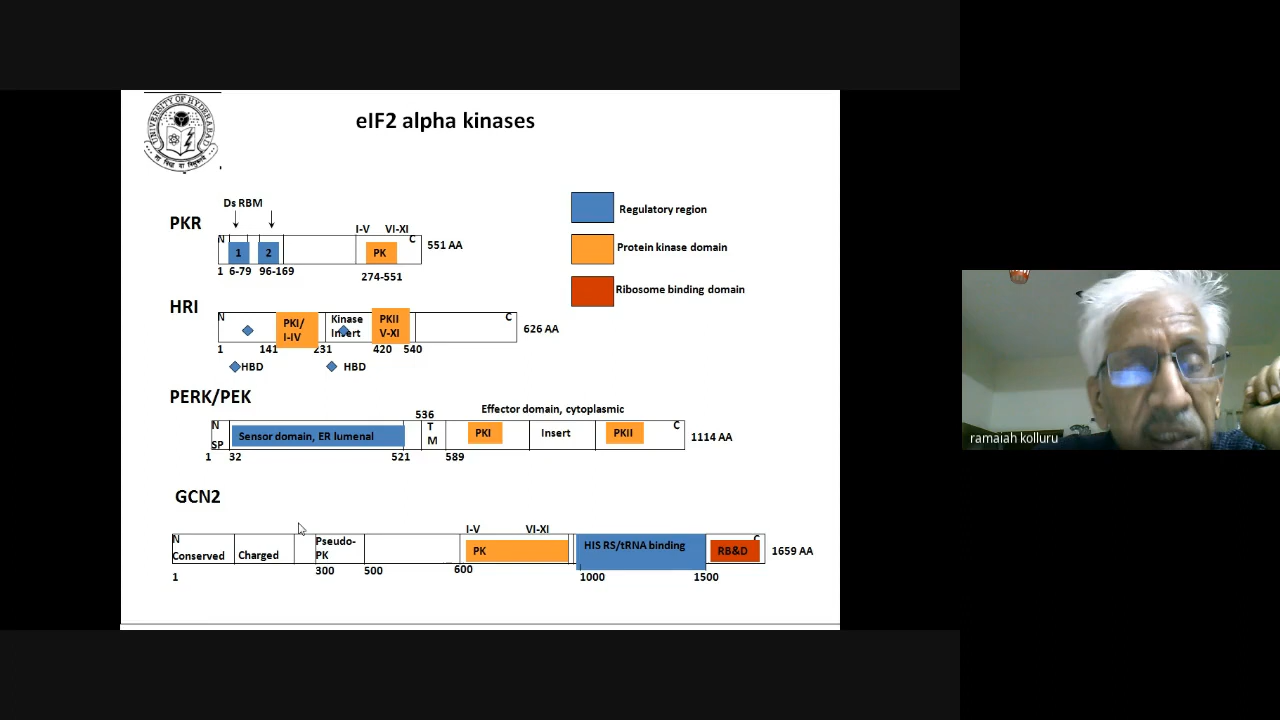 UNIVERSITY OF HYDERABAD
eIF2 alpha kinases
Ds RBM
PKR
I-V VI-XI
N 1 2 PK C 551 AA
1 6-79 96-169 274-551
Regulatory region
Protein kinase domain
Ribosome binding domain
HRI
N PKI/ I-IV Kinase Insert PKII V-XI C 626 AA
1 141 231 420 540
HBD HBD
PERK/PEK
536 Effector domain, cytoplasmic
N SP Sensor domain, ER lumenal T M PKI Insert PKII C 1114 AA
1 32 521 589
GCN2
I-V VI-XI
N Conserved Charged Pseudo-PK PK HIS RS/tRNA binding RB&D C 1659 AA
1 300 500 600 1000 1500
ramaiah kolluru